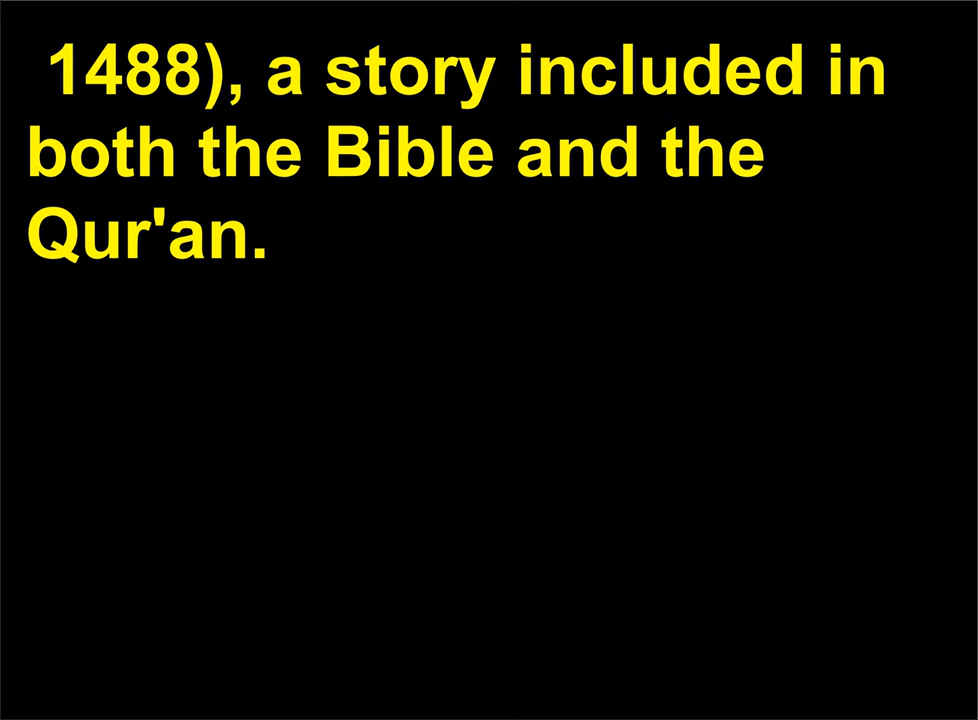 1488), a story included in
both the Bible and the
Qur'an.